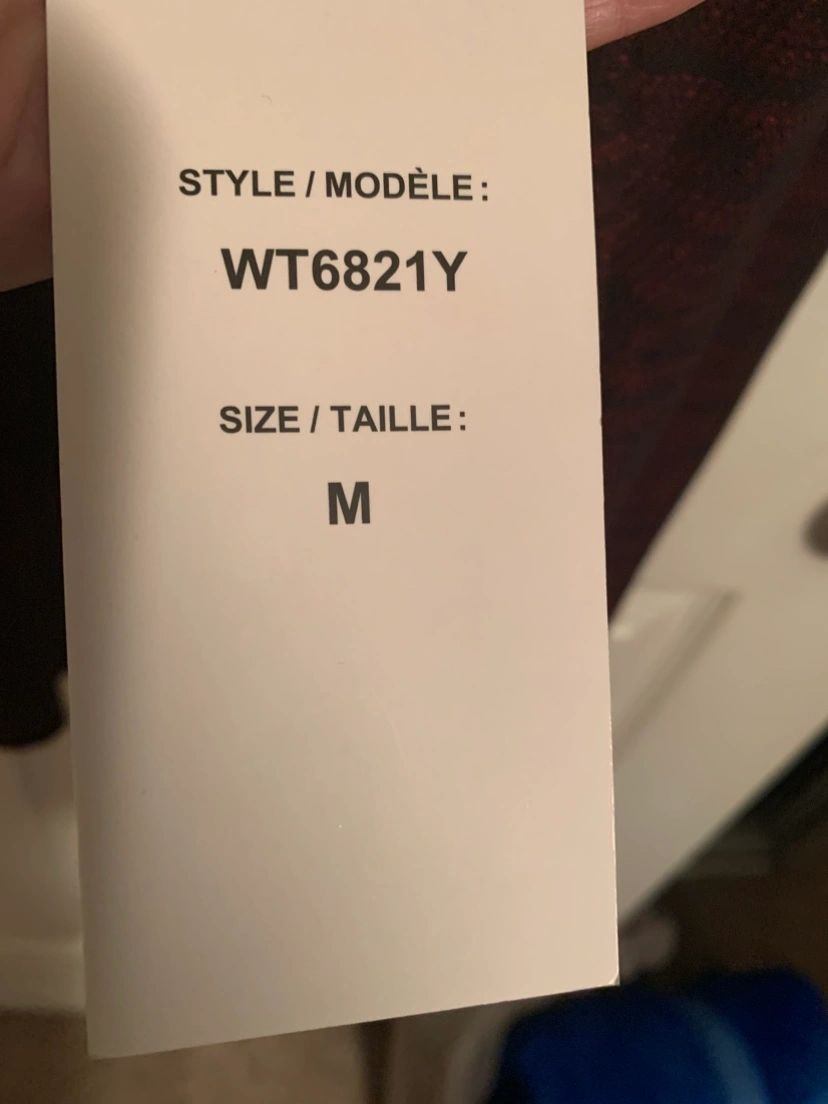 STYLE / MODÈLE :
WT6821Y
SIZE / TAILLE :
M